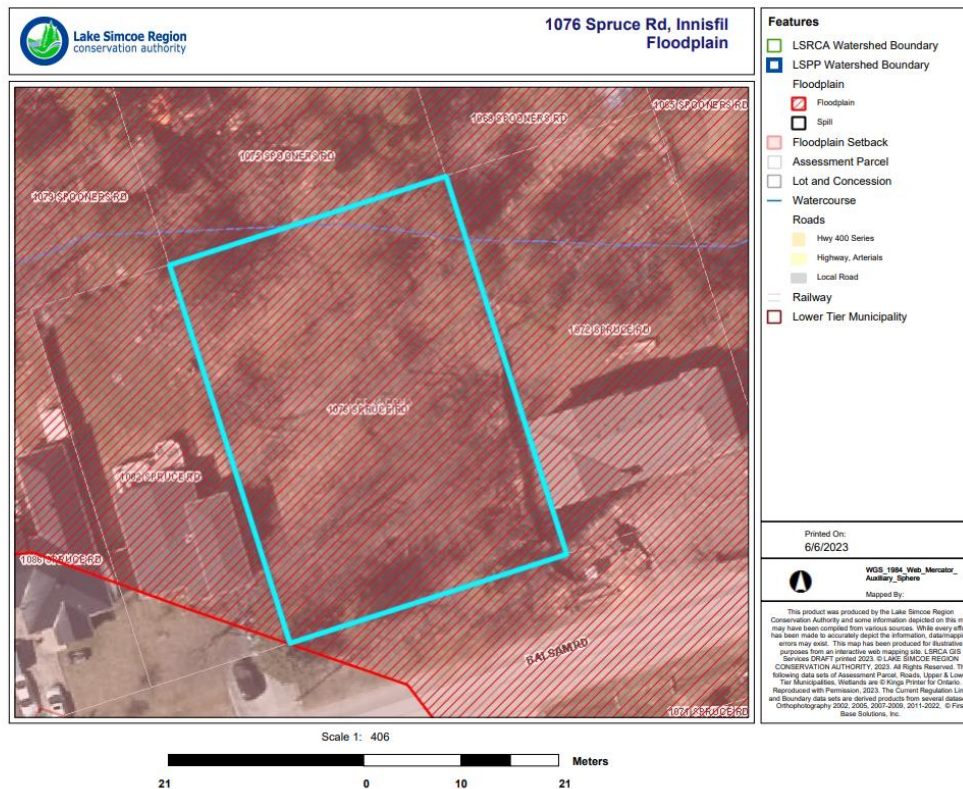 Lake Simcoe Region
conservation authority
1076 Spruce Rd, Innisfil
Floodplain
1085 SPOONERS RD
1069 SPOONERS RD
1075 SPOONERS RD
1079 SPOONERS RD
1072 SPRUCE RD
1076 SPRUCE RD
1082 SPRUCE RD
1086 SPRUCE RD
BALSAM RD
1071 SPRUCE RD
Features
LSRCA Watershed Boundary
LSPP Watershed Boundary
Floodplain
Floodplain
Spill
Floodplain Setback
Assessment Parcel
Lot and Concession
Watercourse
Roads
Hwy 400 Series
Highway, Arterials
Local Road
Railway
Lower Tier Municipality
Printed On:
6/6/2023
WGS_1984_Web_Mercator_
Auxiliary_Sphere
Mapped By:
This product was produced by the Lake Simcoe Region
Conservation Authority and some information depicted on this m
may have been compiled from various sources. While every eff
has been made to accurately depict the information, data/mappi
errors may exist. This map has been produced for illustrative
purposes from an interactive web mapping site. LSRCA GIS
Services DRAFT printed 2023. © LAKE SIMCOE REGION
CONSERVATION AUTHORITY, 2023. All Rights Reserved. Th
following data sets of Assessment Parcel, Roads, Upper & Low
Tier Municipalities, Wetlands are © Kings Printer for Ontario.
Reproduced with Permission, 2023. The Current Regulation Lin
and Boundary data sets are derived products from several datas
Orthophotography 2002, 2005, 2007-2009, 2011-2022, © Firs
Base Solutions, Inc.
Scale 1: 406
Meters
21 0 10 21